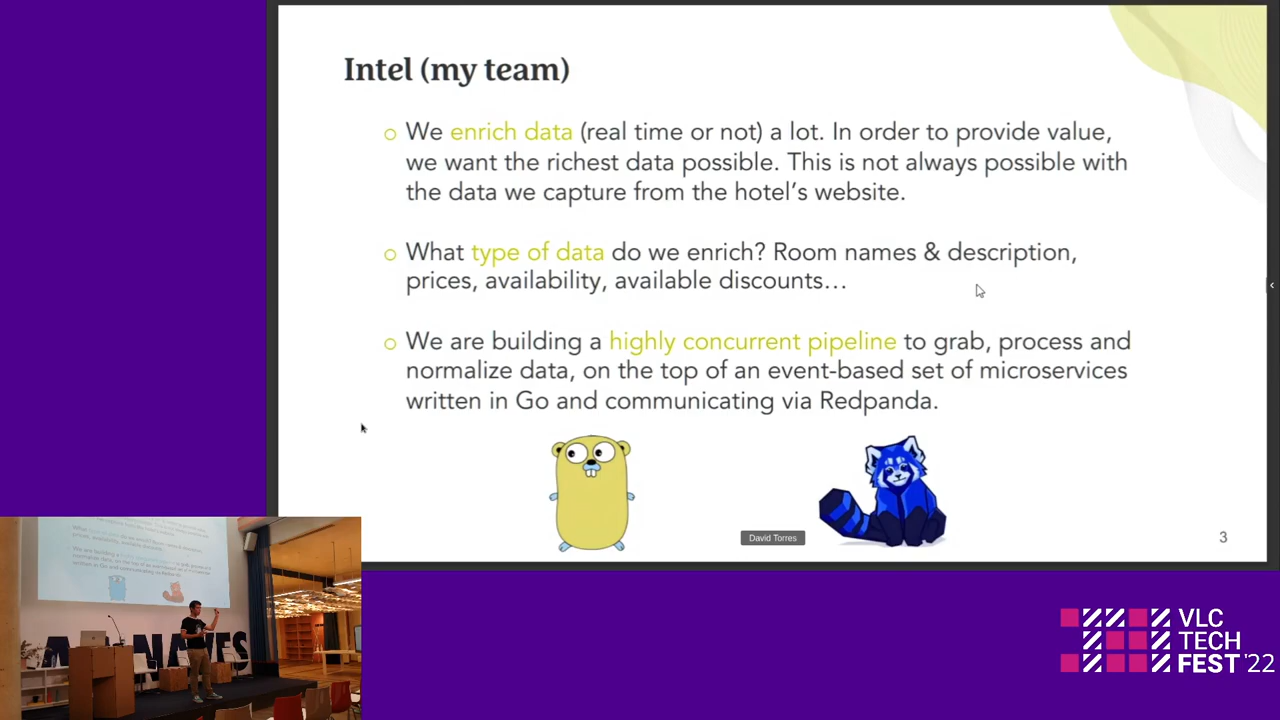 Intel (my team)
o We enrich data (real time or not) a lot. In order to provide value,
we want the richest data possible. This is not always possible with
the data we capture from the hotel's website.
o What type of data do we enrich? Room names & description,
prices, availability, available discounts…
o We are building a highly concurrent pipeline to grab, process and
normalize data, on the top of an event-based set of microservices
written in Go and communicating via Redpanda.
David Torres
3
NAVES
VLC
TECH
FEST '22